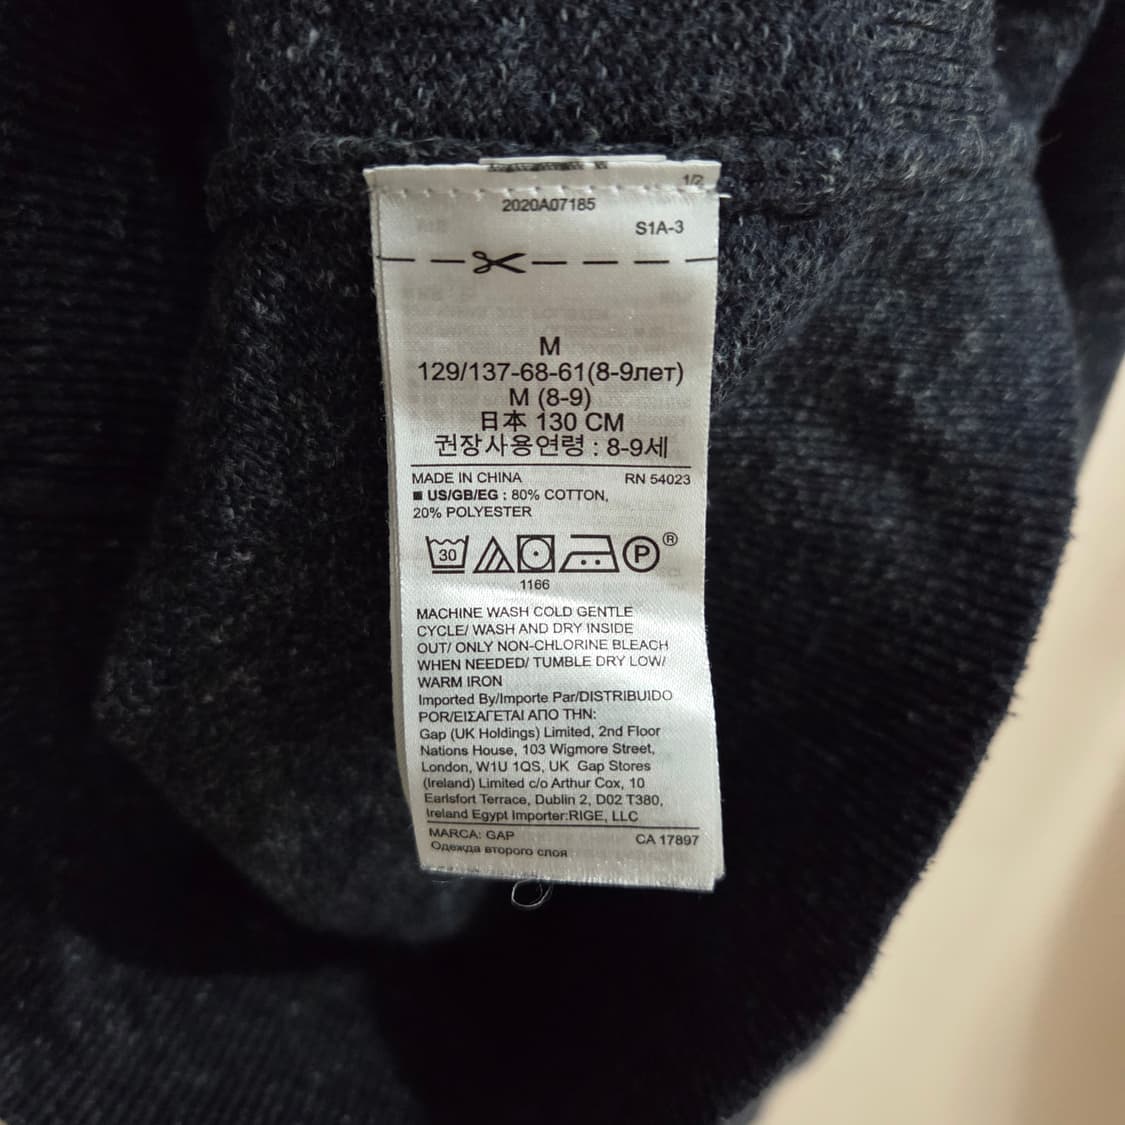 1/2
2020A07185
S1A-3
M
129/137-68-61(8-9лет)
M (8-9)
日本 130 CM
권장사용연령 : 8-9세
MADE IN CHINA RN 54023
■ US/GB/EG : 80% COTTON,
20% POLYESTER
30 P ®
1166
MACHINE WASH COLD GENTLE
CYCLE/ WASH AND DRY INSIDE
OUT/ ONLY NON-CHLORINE BLEACH
WHEN NEEDED/ TUMBLE DRY LOW/
WARM IRON
Imported By/Importe Par/DISTRIBUIDO
POR/ΕΙΣΑΓΕΤΑΙ ΑΠΟ ΤΗΝ:
Gap (UK Holdings) Limited, 2nd Floor
Nations House, 103 Wigmore Street,
London, W1U 1QS, UK Gap Stores
(Ireland) Limited c/o Arthur Cox, 10
Earlsfort Terrace, Dublin 2, D02 T380,
Ireland Egypt Importer:RIGE, LLC
MARCA: GAP CA 17897
Одежда второго слоя